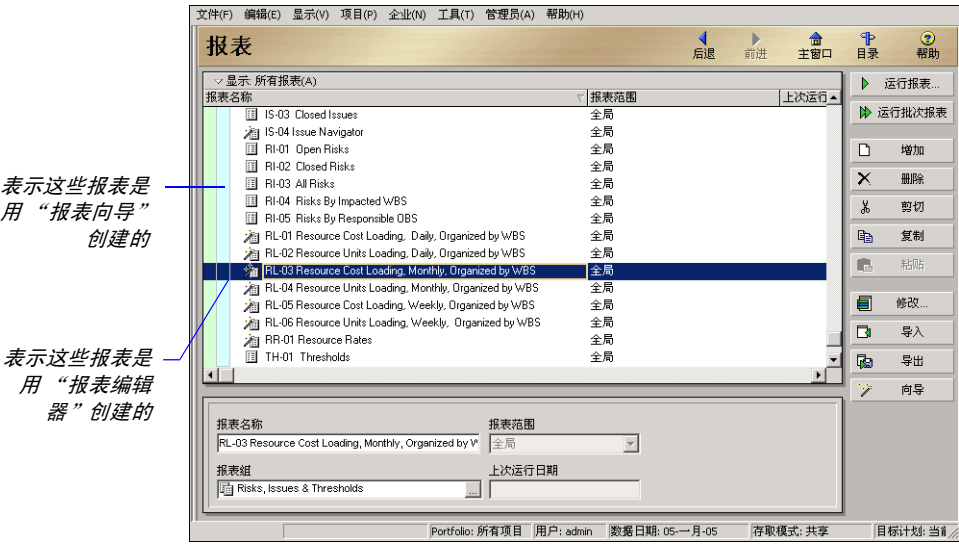 文件(F) 编辑(E) 显示(V) 项目(P) 企业(N) 工具(T) 管理员(A) 帮助(H)
报表
后退 前进 主窗口 目录 帮助
显示: 所有报表(A)
报表名称 报表范围 上次运行
IS-03 Closed Issues 全局
IS-04 Issue Navigator 全局
RI-01 Open Risks 全局
RI-02 Closed Risks 全局
RI-03 All Risks 全局
RI-04 Risks By Impacted WBS 全局
RI-05 Risks By Responsible OBS 全局
RL-01 Resource Cost Loading, Daily, Organized by WBS 全局
RL-02 Resource Units Loading, Daily, Organized by WBS 全局
RL-03 Resource Cost Loading, Monthly, Organized by WBS 全局
RL-04 Resource Units Loading, Monthly, Organized by WBS 全局
RL-05 Resource Cost Loading, Weekly, Organized by WBS 全局
RL-06 Resource Units Loading, Weekly, Organized by WBS 全局
RR-01 Resource Rates 全局
TH-01 Thresholds 全局
表示这些报表是
用“报表向导”
创建的
表示这些报表是
用“报表编辑
器”创建的
运行报表...
运行批次报表
增加
删除
剪切
复制
粘贴
修改...
导入
导出
向导
报表名称 报表范围
RL-03 Resource Cost Loading, Monthly, Organized by W 全局
报表组 上次运行日期
Risks, Issues & Thresholds ...
Portfolio: 所有项目 用户: admin 数据日期: 05-一月-05 存取模式: 共享 目标计划: 当前